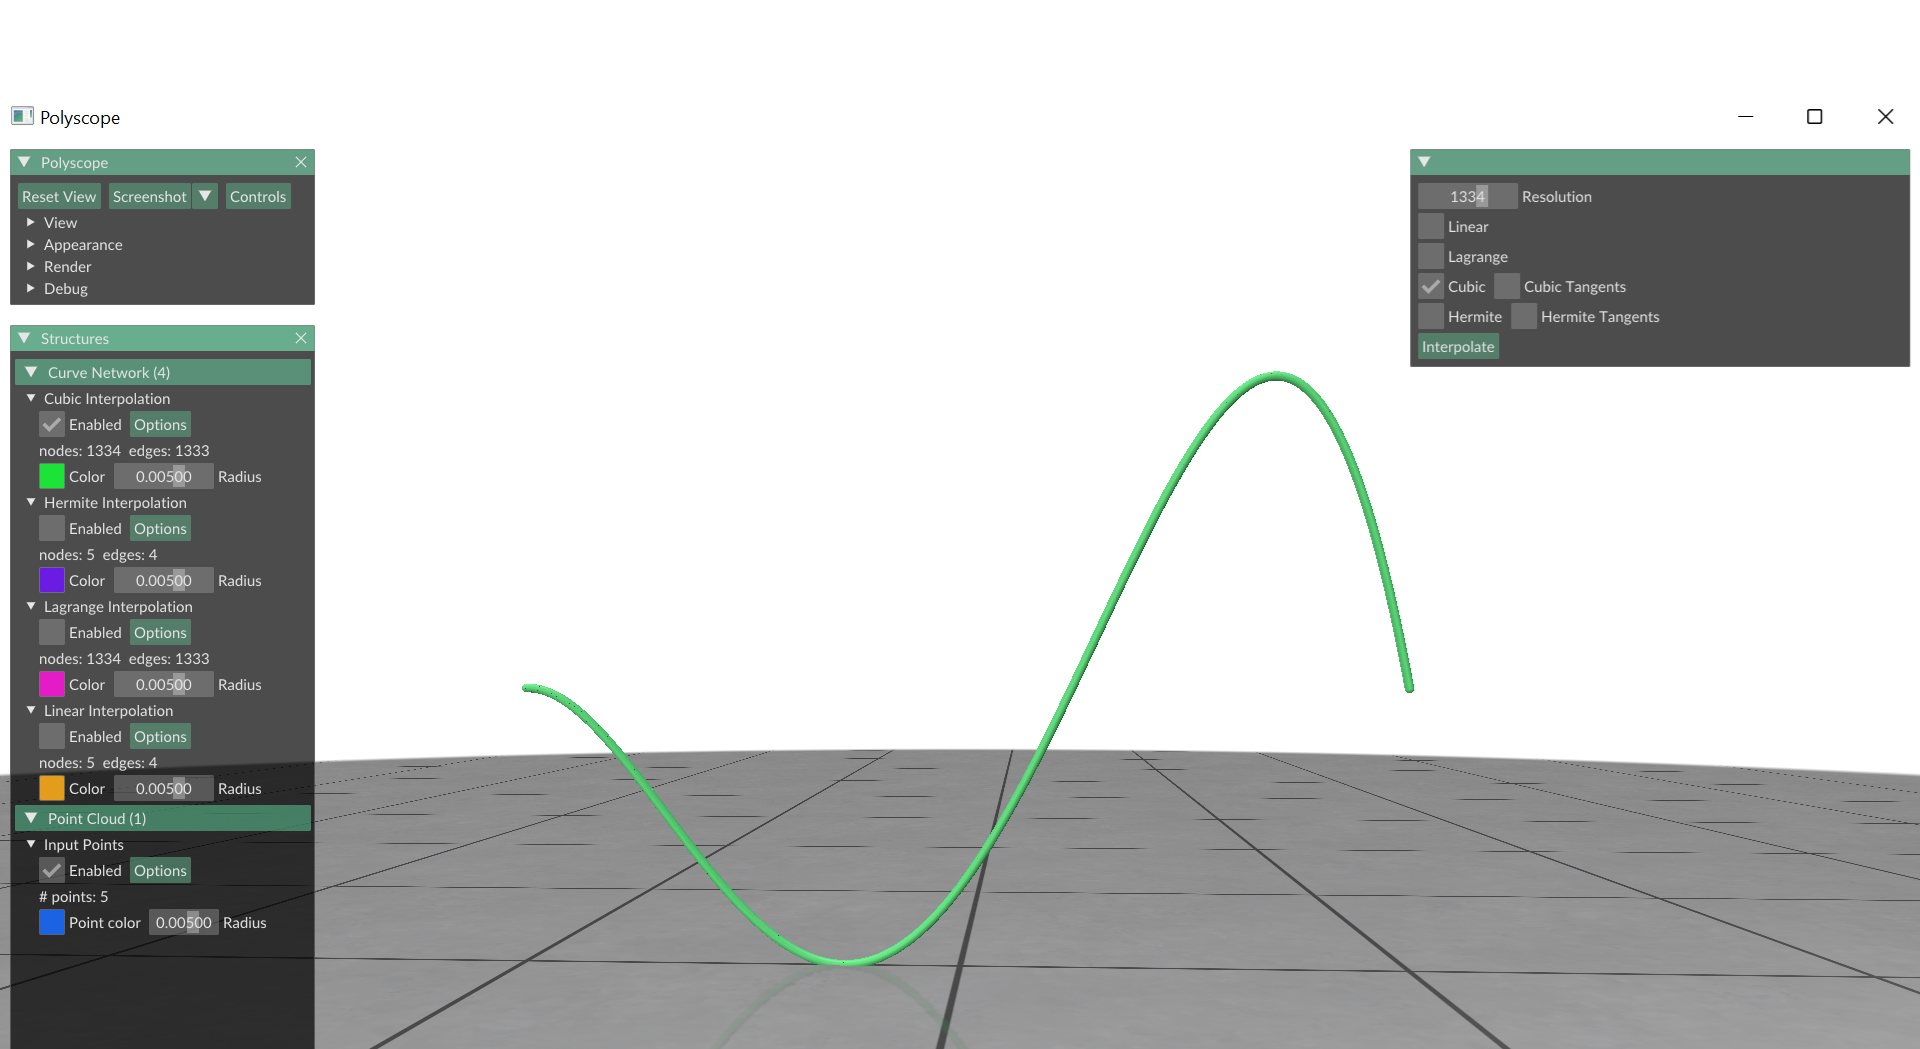 Polyscope
Polyscope
Reset View Screenshot Controls
View
Appearance
Render
Debug
Structures
Curve Network (4)
Cubic Interpolation
Enabled Options
nodes: 1334 edges: 1333
Color 0.00500 Radius
Hermite Interpolation
Enabled Options
nodes: 5 edges: 4
Color 0.00500 Radius
Lagrange Interpolation
Enabled Options
nodes: 1334 edges: 1333
Color 0.00500 Radius
Linear Interpolation
Enabled Options
nodes: 5 edges: 4
Color 0.00500 Radius
Point Cloud (1)
Input Points
Enabled Options
# points: 5
Point color 0.00500 Radius
1334 Resolution
Linear
Lagrange
Cubic Cubic Tangents
Hermite Hermite Tangents
Interpolate